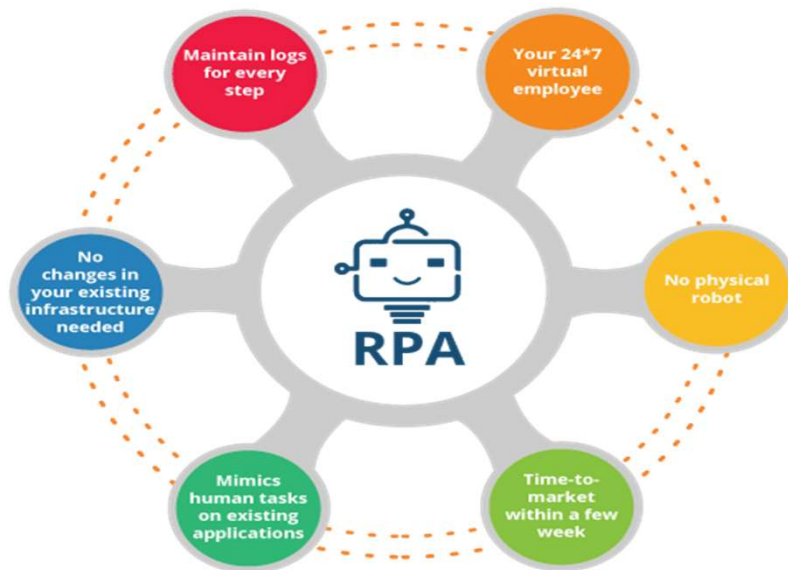 Maintain logs
for every
step
Your 24*7
virtual
employee
No
changes in
your existing
infrastructure
needed
RPA
No physical
robot
Mimics
human tasks
on existing
applications
Time-to-
market
within a few
week